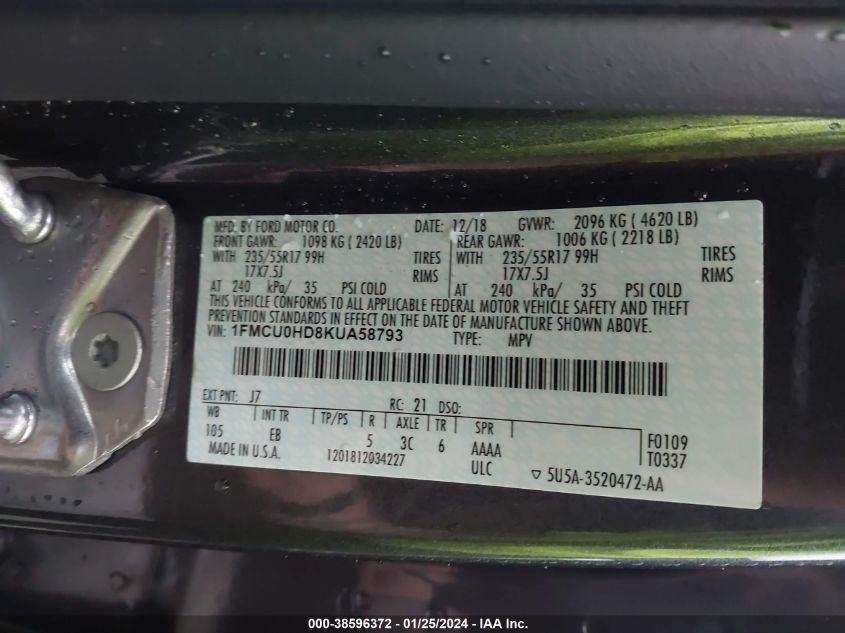 MFD. BY FORD MOTOR CO. DATE: 12/18 GVWR: 2096 KG ( 4620 LB)
FRONT GAWR: 1098 KG ( 2420 LB) REAR GAWR: 1006 KG ( 2218 LB)
WITH 235/55R17 99H TIRES WITH 235/55R17 99H TIRES
17X7.5J RIMS 17X7.5J RIMS
AT 240 kPa/ 35 PSI COLD AT 240 kPa/ 35 PSI COLD
THIS VEHICLE CONFORMS TO ALL APPLICABLE FEDERAL MOTOR VEHICLE SAFETY AND THEFT
PREVENTION STANDARDS IN EFFECT ON THE DATE OF MANUFACTURE SHOWN ABOVE.
VIN: 1FMCU0HD8KUA58793 TYPE: MPV
EXT PNT: J7 RC: 21 DSO:
WB INT TR TP/PS R AXLE TR SPR
105 EB 5 3C 6 AAAA F0109
MADE IN U.S.A. 1201812034227 ULC T0337
▽ 5U5A-3520472-AA
000-38596372 - 01/25/2024 - IAA Inc.